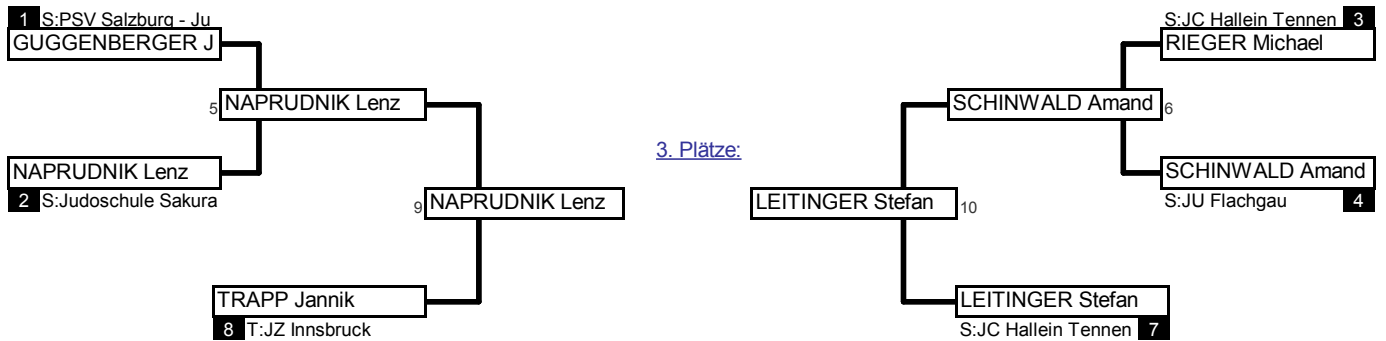 1 S:PSV Salzburg - Ju
GUGGENBERGER J
5 NAPRUDNIK Lenz
NAPRUDNIK Lenz
2 S:Judoschule Sakura
9 NAPRUDNIK Lenz
TRAPP Jannik
8 T:JZ Innsbruck
3. Plätze:
S:JC Hallein Tennen 3
RIEGER Michael
SCHINWALD Amand 6
SCHINWALD Amand
S:JU Flachgau 4
LEITINGER Stefan 10
LEITINGER Stefan
S:JC Hallein Tennen 7